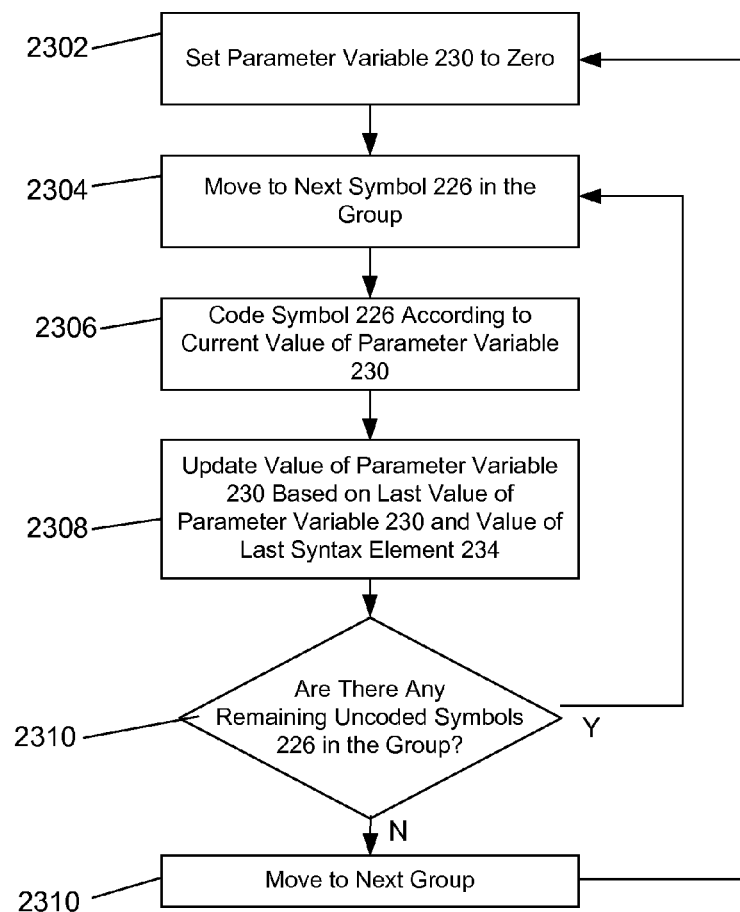 2302
Set Parameter Variable 230 to Zero
2304
Move to Next Symbol 226 in the
Group
2306
Code Symbol 226 According to
Current Value of Parameter Variable
230
2308
Update Value of Parameter Variable
230 Based on Last Value of
Parameter Variable 230 and Value of
Last Syntax Element 234
2310
Are There Any
Remaining Uncoded Symbols
226 in the Group?
Y
N
2310
Move to Next Group